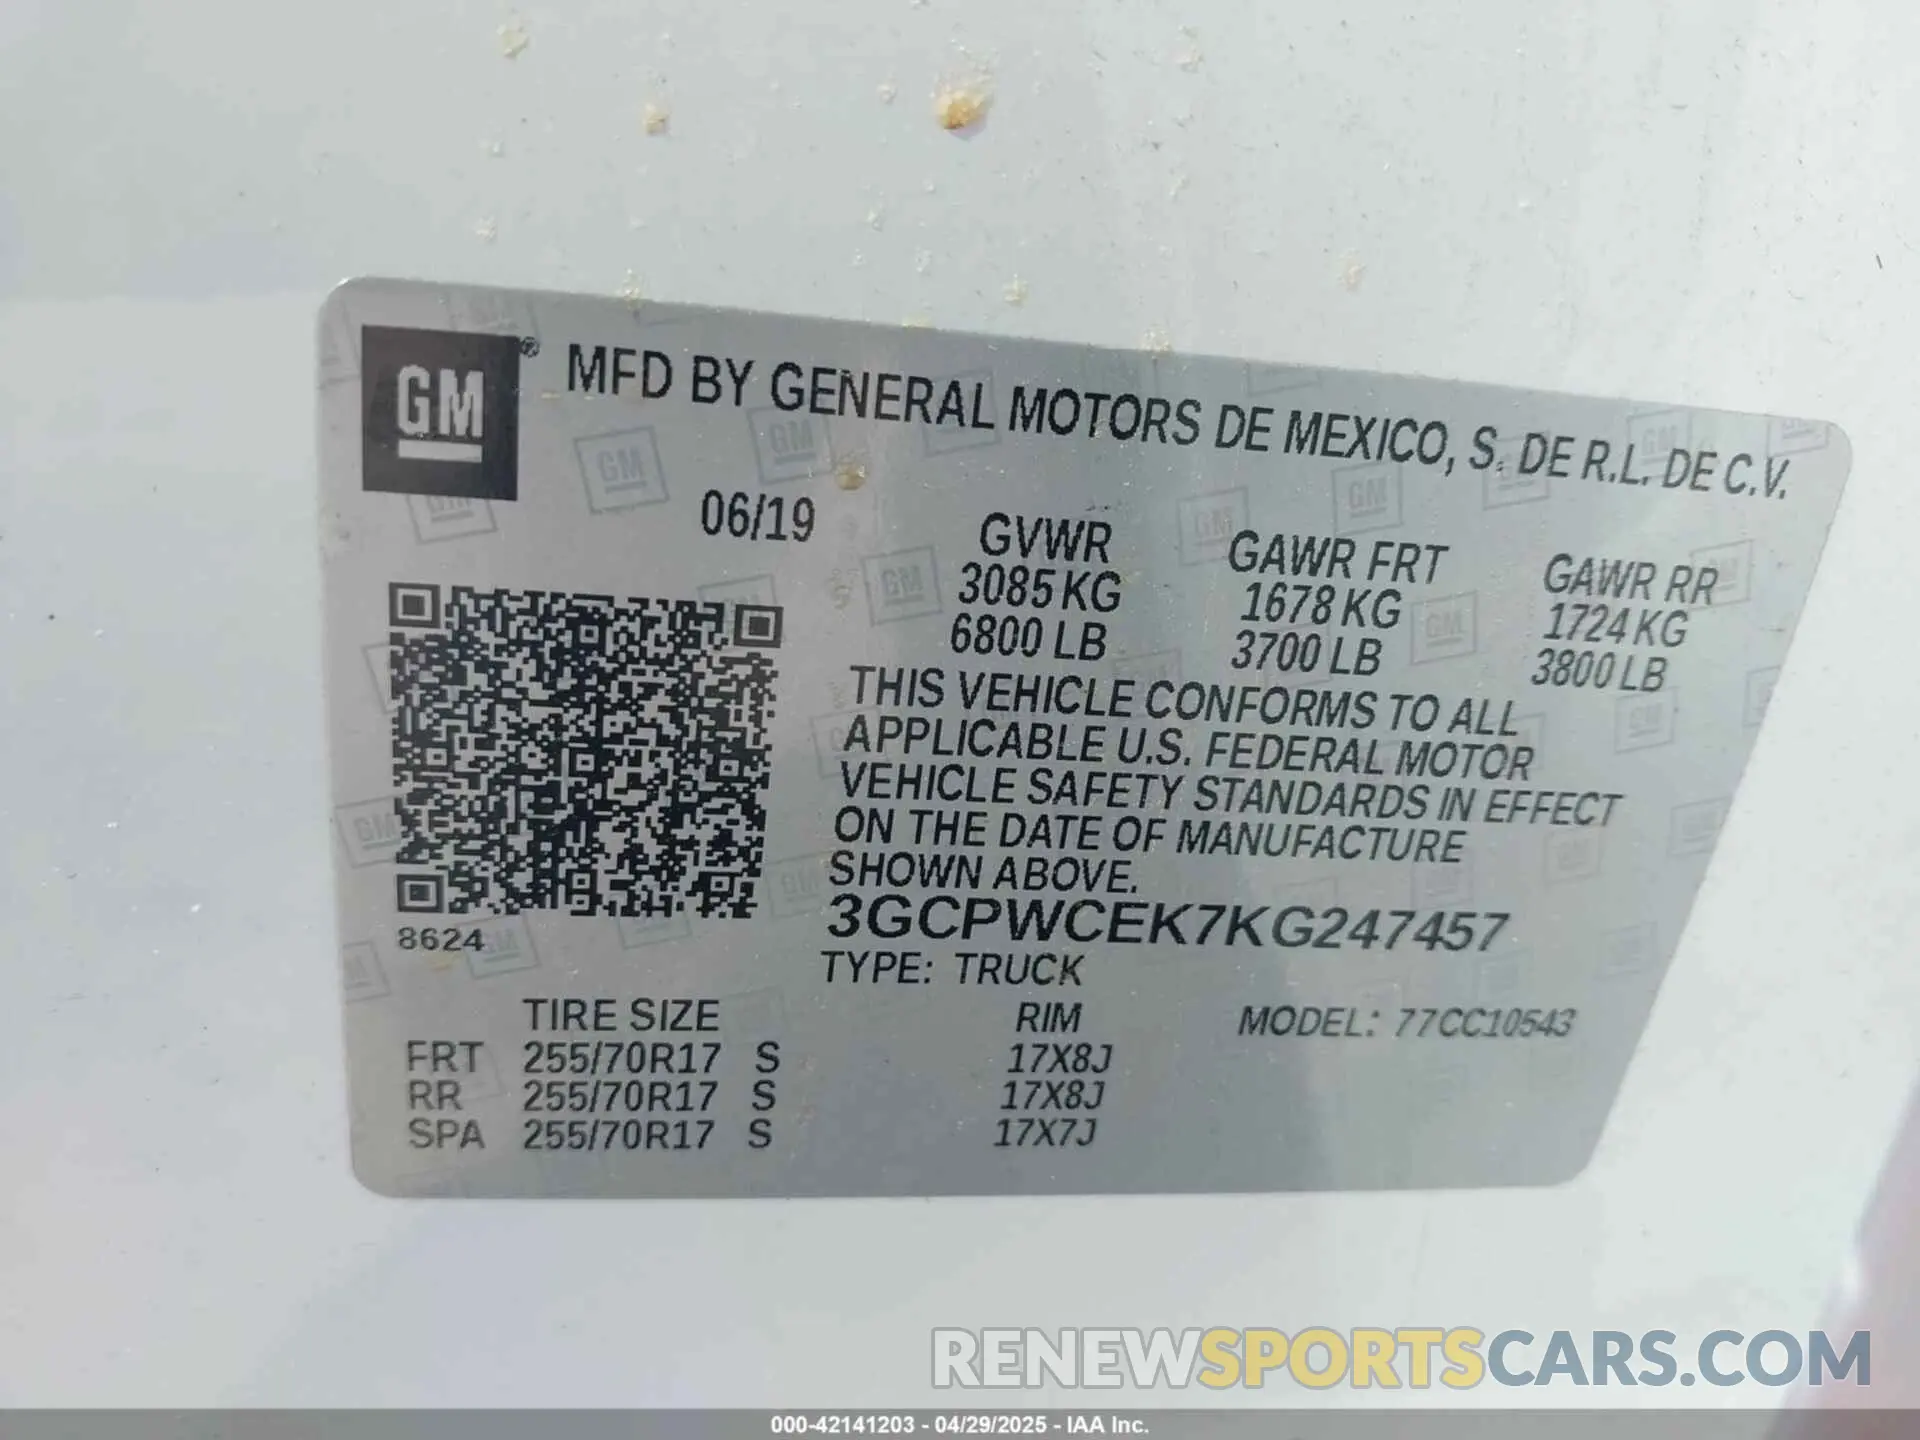 GM® MFD BY GENERAL MOTORS DE MEXICO, S. DE R.L. DE C.V.
06/19
GVWR
3085 KG
6800 LB
GAWR FRT
1678 KG
3700 LB
GAWR RR
1724 KG
3800 LB
THIS VEHICLE CONFORMS TO ALL
APPLICABLE U.S. FEDERAL MOTOR
VEHICLE SAFETY STANDARDS IN EFFECT
ON THE DATE OF MANUFACTURE
SHOWN ABOVE.
8624
3GCPWCEK7KG247457
TYPE: TRUCK
TIRE SIZE RIM MODEL: 77CC10543
FRT 255/70R17 S 17X8J
RR 255/70R17 S 17X8J
SPA 255/70R17 S 17X7J
RENEWSPORTSCARS.COM
000-42141203 - 04/29/2025 - IAA Inc.